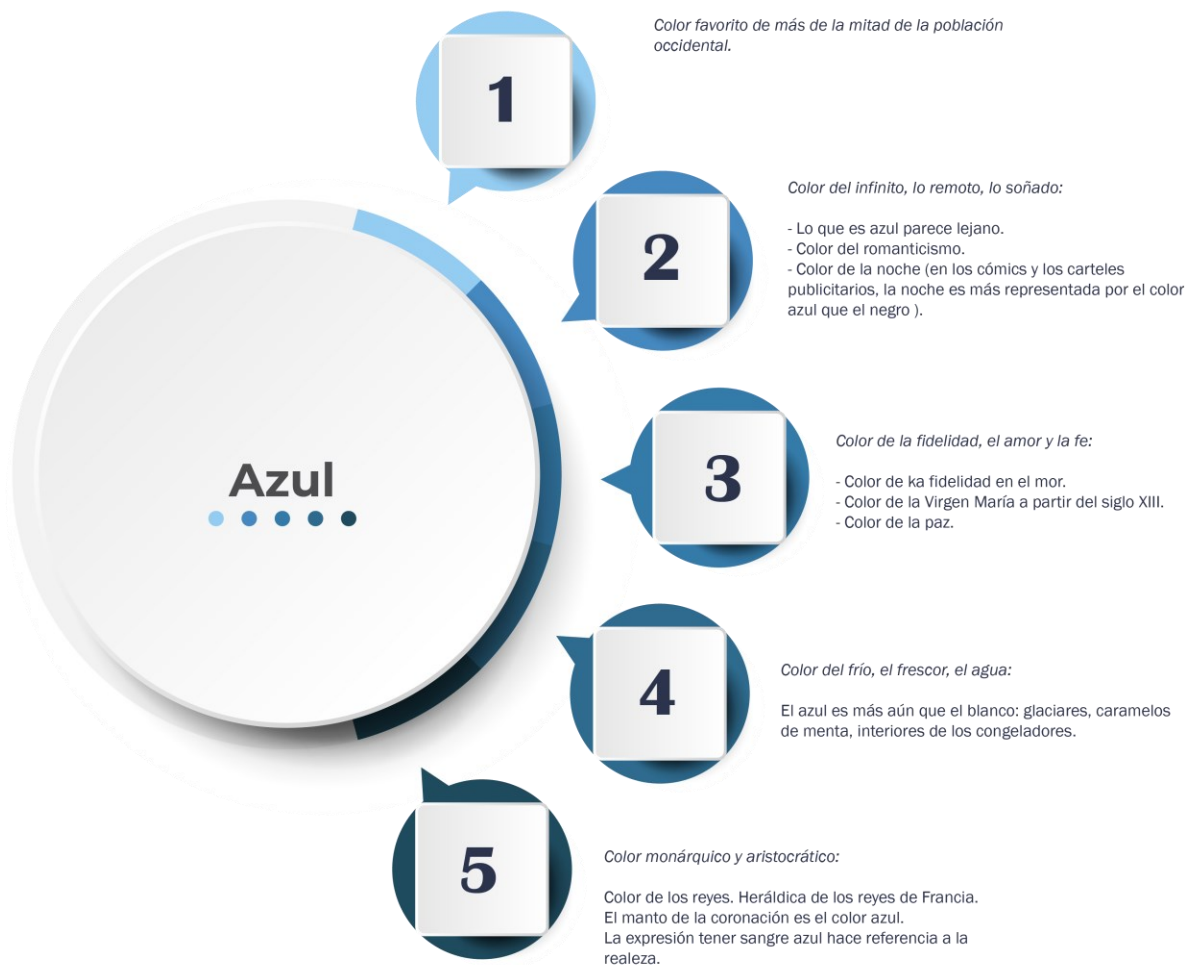 1
Color favorito de más de la mitad de la población
occidental.
2
Color del infinito, lo remoto, lo soñado:
- Lo que es azul parece lejano.
- Color del romanticismo.
- Color de la noche (en los cómics y los carteles
publicitarios, la noche es más representada por el color
azul que el negro ).
Azul
3
Color de la fidelidad, el amor y la fe:
- Color de ka fidelidad en el mor.
- Color de la Virgen María a partir del siglo XIII.
- Color de la paz.
4
Color del frío, el frescor, el agua:
El azul es más aún que el blanco: glaciares, caramelos
de menta, interiores de los congeladores.
5
Color monárquico y aristocrático:
Color de los reyes. Heráldica de los reyes de Francia.
El manto de la coronación es el color azul.
La expresión tener sangre azul hace referencia a la
realeza.